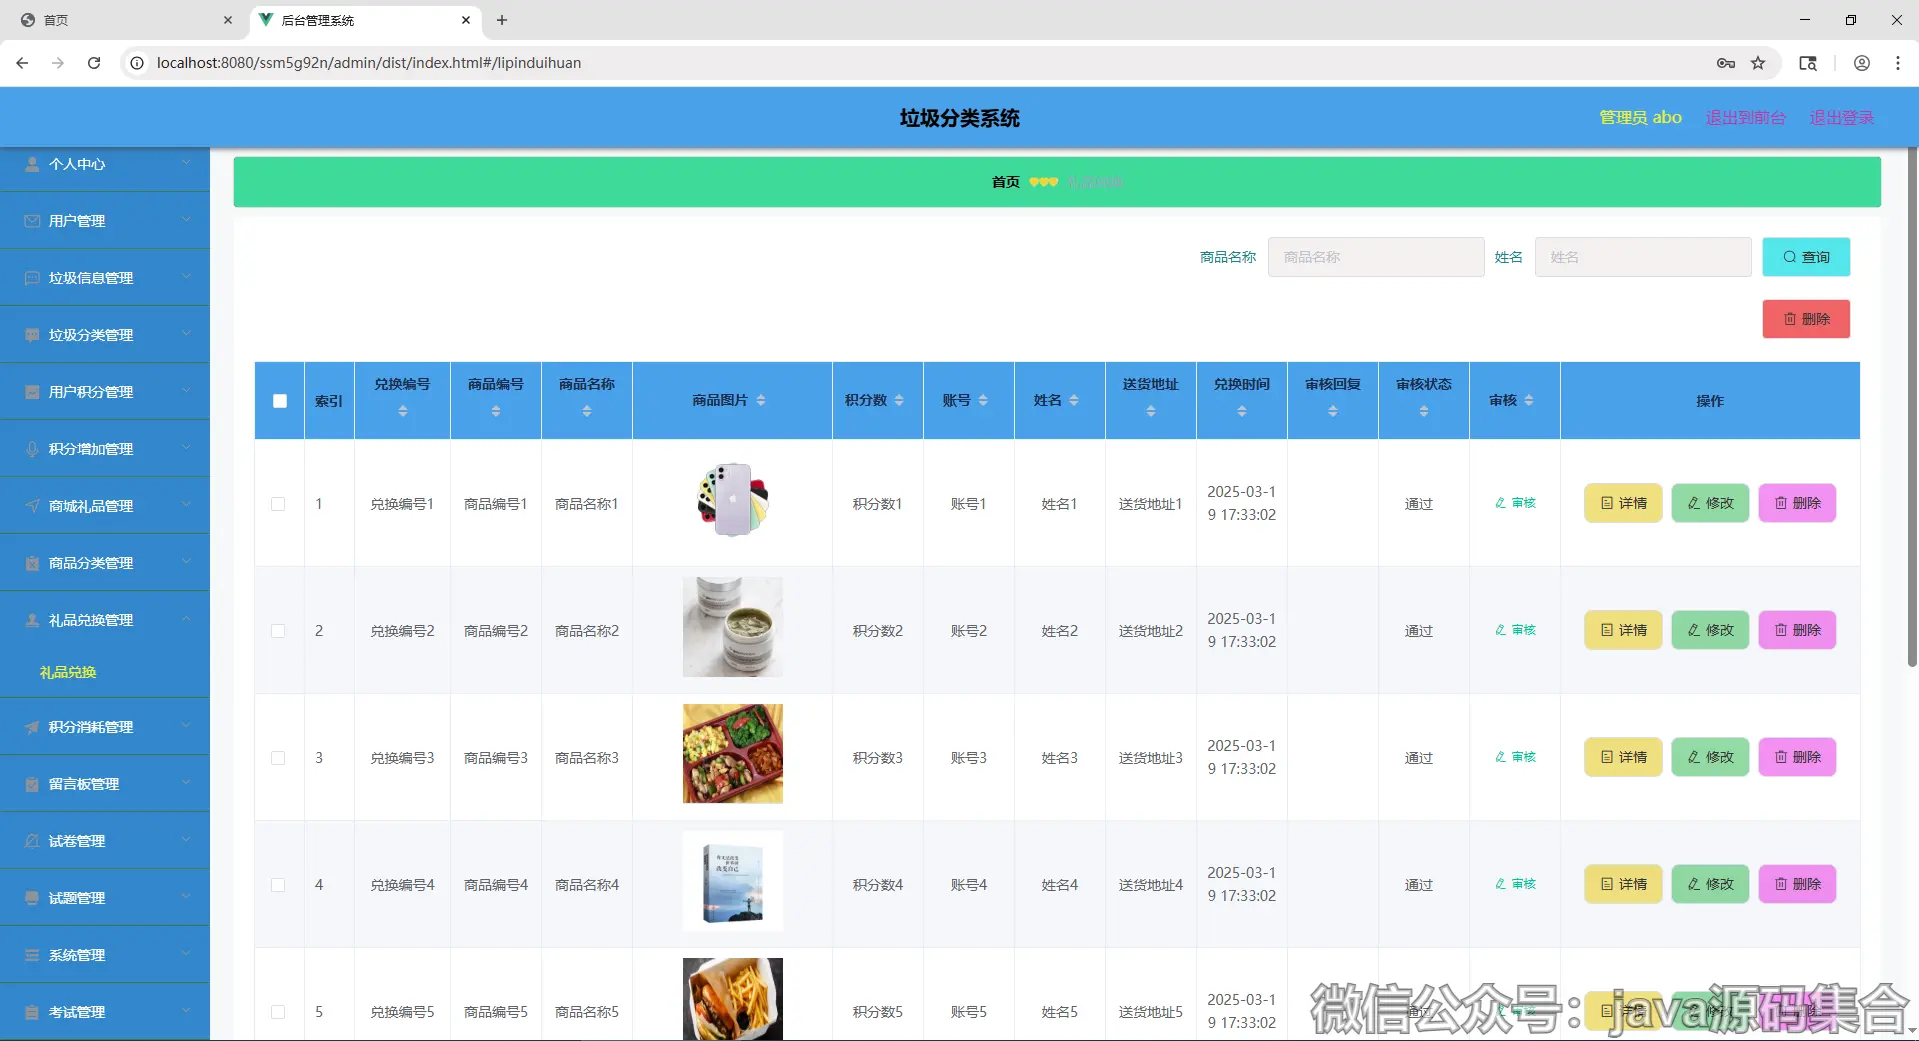 首页
后台管理系统
localhost:8080/ssm5g92n/admin/dist/index.html#/lipinduihuan
垃圾分类系统
管理员 abo 退出到前台 退出登录
个人中心
用户管理
垃圾信息管理
垃圾分类管理
用户积分管理
积分增加管理
商城礼品管理
商品分类管理
礼品兑换管理
礼品兑换
积分消耗管理
留言板管理
试卷管理
试题管理
系统管理
考试管理
首页 礼品兑换
商品名称 商品名称 姓名 姓名 查询
删除
索引 兑换编号 商品编号 商品名称 商品图片 积分数 账号 姓名 送货地址 兑换时间 审核回复 审核状态 审核 操作
1 兑换编号1 商品编号1 商品名称1 积分数1 账号1 姓名1 送货地址1 2025-03-19 17:33:02 通过 审核 详情 修改 删除
2 兑换编号2 商品编号2 商品名称2 积分数2 账号2 姓名2 送货地址2 2025-03-19 17:33:02 通过 审核 详情 修改 删除
3 兑换编号3 商品编号3 商品名称3 积分数3 账号3 姓名3 送货地址3 2025-03-19 17:33:02 通过 审核 详情 修改 删除
4 兑换编号4 商品编号4 商品名称4 积分数4 账号4 姓名4 送货地址4 2025-03-19 17:33:02 通过 审核 详情 修改 删除
改变自己
5 兑换编号5 商品编号5 商品名称5 积分数5 账号5 姓名5 送货地址5 2025-03-19 17:33:02 通过 审核 详情 修改 删除
微信公众号：java源码集合